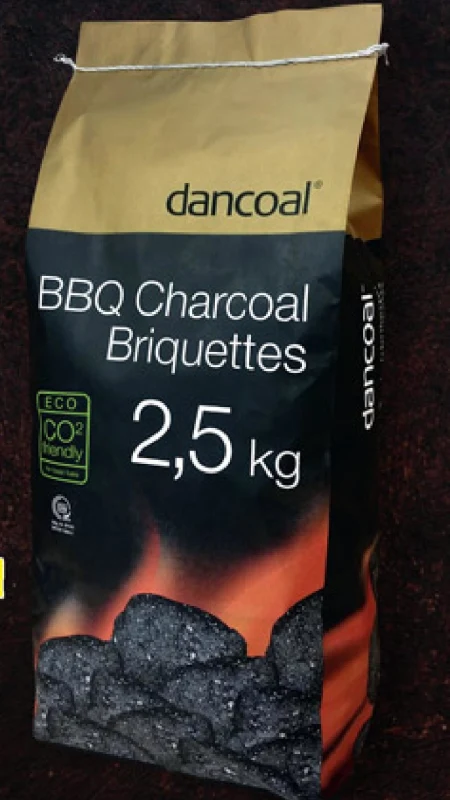 dancoal®
BBQ Charcoal
Briquettes
2,5 kg
ECO
CO²
friendly
dancoal